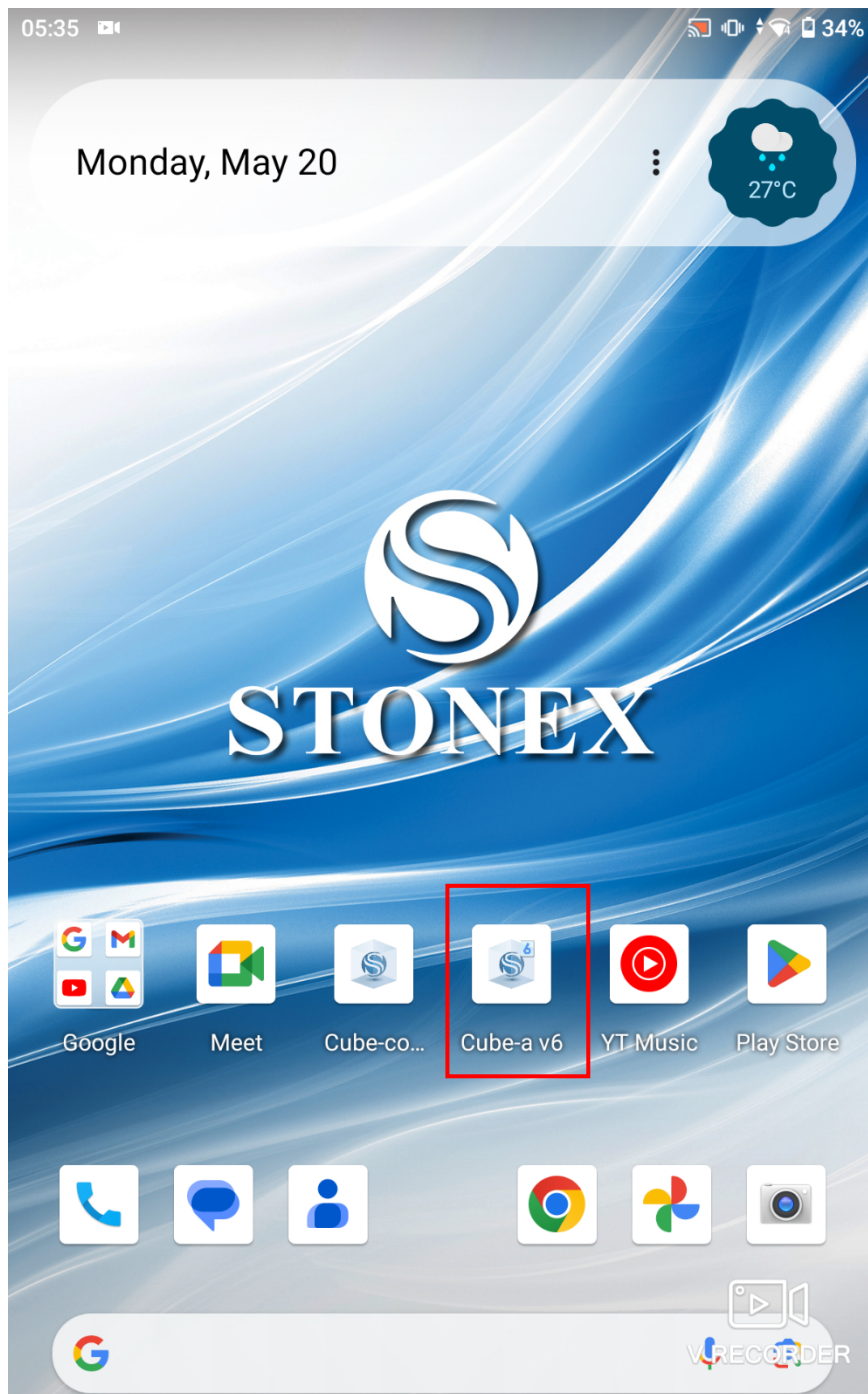 05:35
34%
Monday, May 20
27°C
STONEX
6
Google
Meet
Cube-co...
Cube-a v6
YT Music
Play Store
V.RECORDER